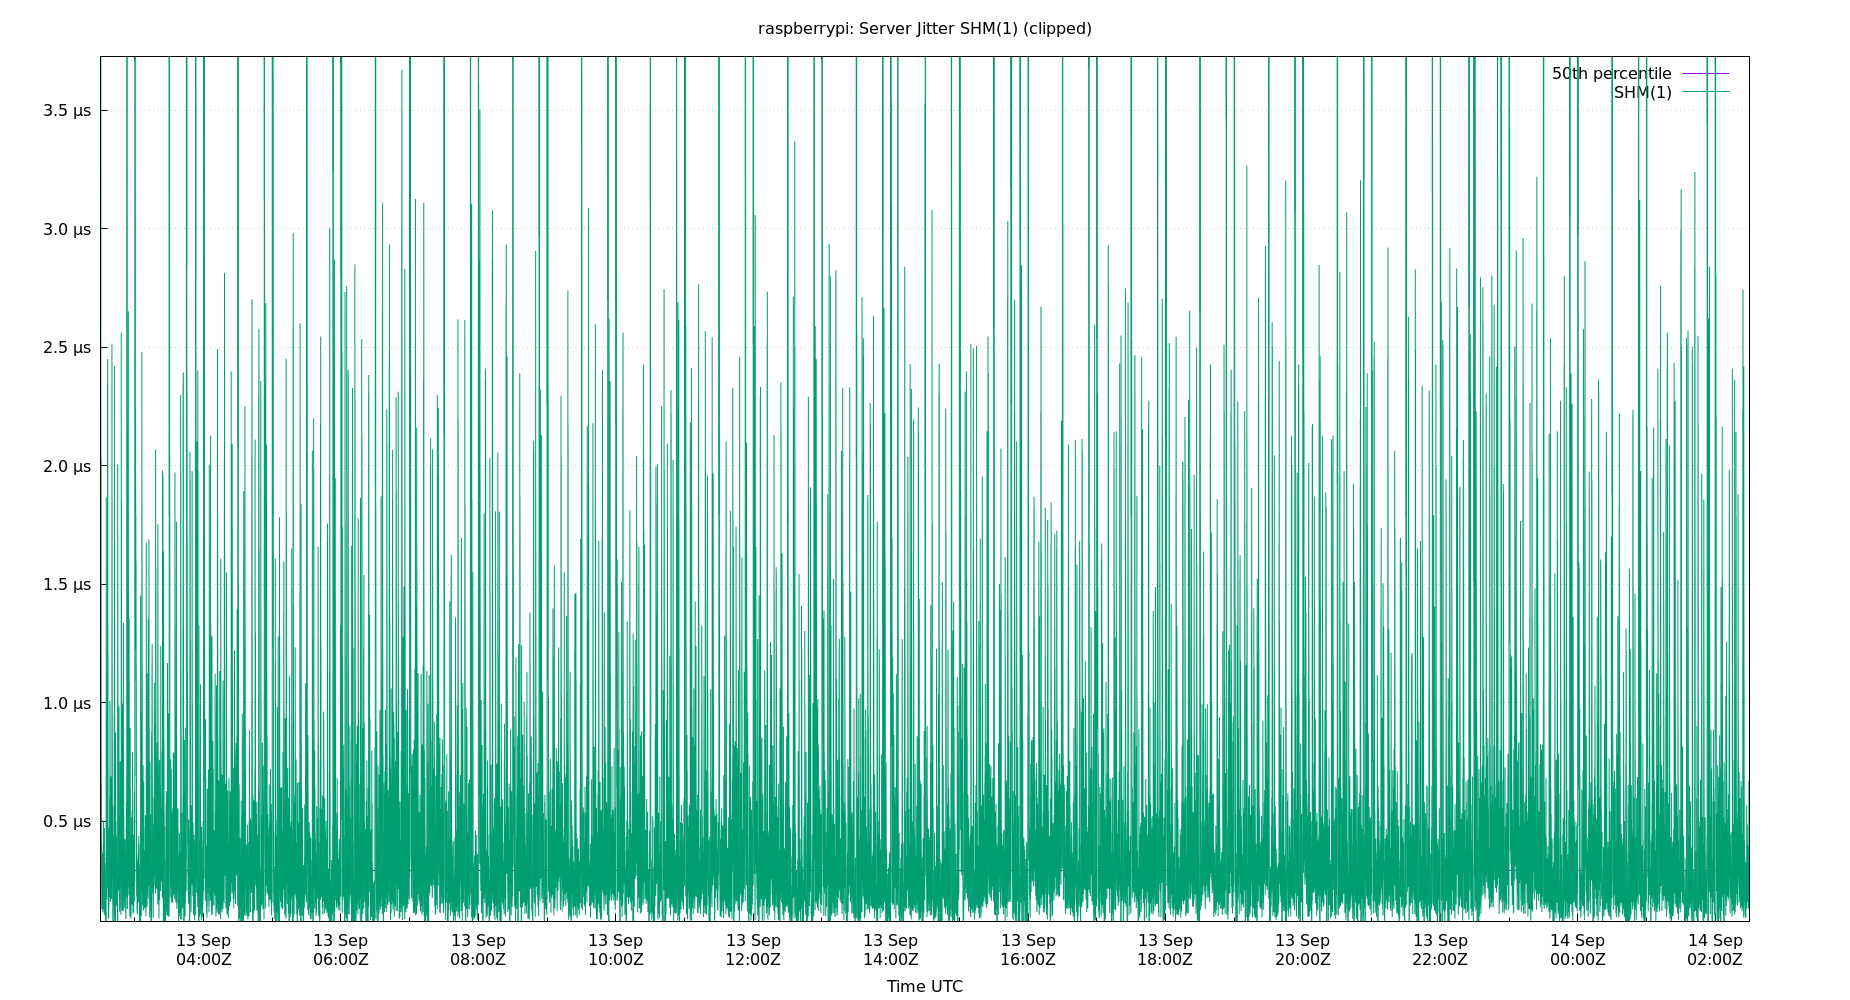 raspberrypi: Server Jitter SHM(1) (clipped)
50th percentile
SHM(1)
3.5 μs
3.0 μs
2.5 μs
2.0 μs
1.5 μs
1.0 μs
0.5 μs
13 Sep 13 Sep 13 Sep 13 Sep 13 Sep 13 Sep 13 Sep 13 Sep 13 Sep 13 Sep 14 Sep 14 Sep
04:00Z 06:00Z 08:00Z 10:00Z 12:00Z 14:00Z 16:00Z 18:00Z 20:00Z 22:00Z 00:00Z 02:00Z
Time UTC